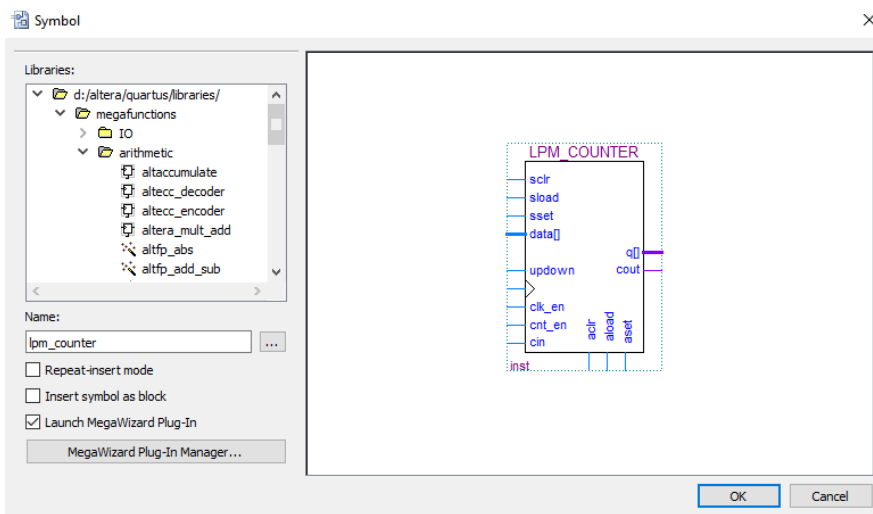 Symbol
Libraries:
d:/altera/quartus/libraries/
megafunctions
IO
arithmetic
altaccumulate
altecc_decoder
altecc_encoder
altera_mult_add
altfp_abs
altfp_add_sub
Name:
lpm_counter
...
Repeat-insert mode
Insert symbol as block
Launch MegaWizard Plug-In
MegaWizard Plug-In Manager...
LPM_COUNTER
sclr
sload
sset
data[]
q[]
updown cout
clk_en
cnt_en
cin
aclr
aload
aset
inst
OK Cancel